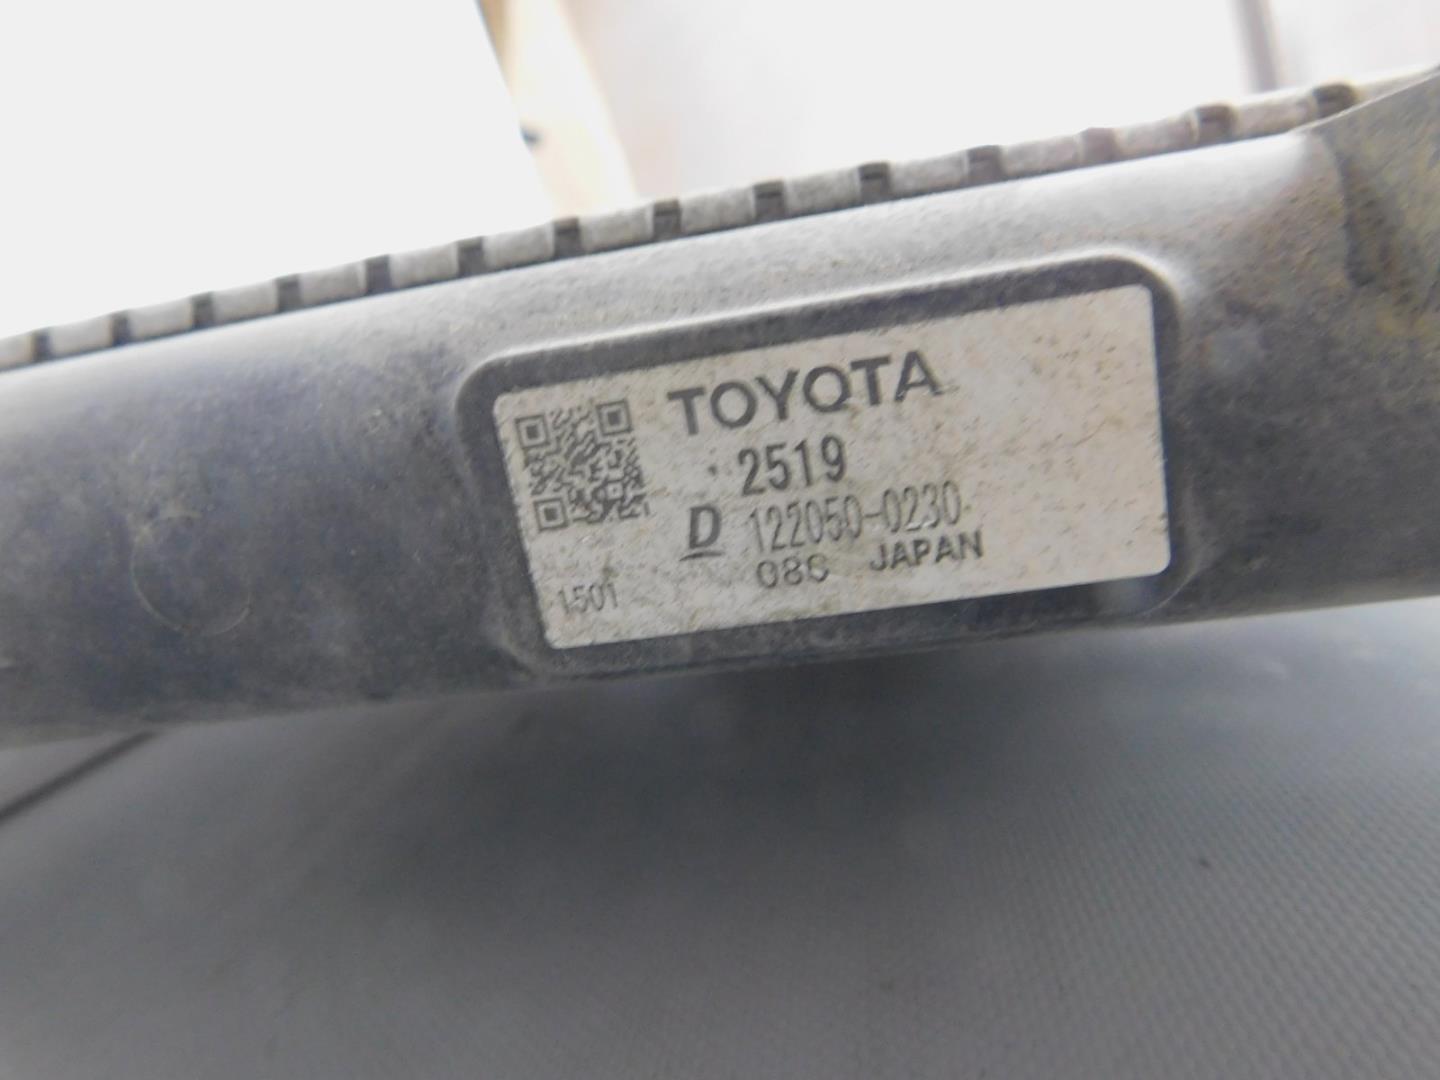 TOYOTA
2519
D 122050-0230
08C JAPAN
1501